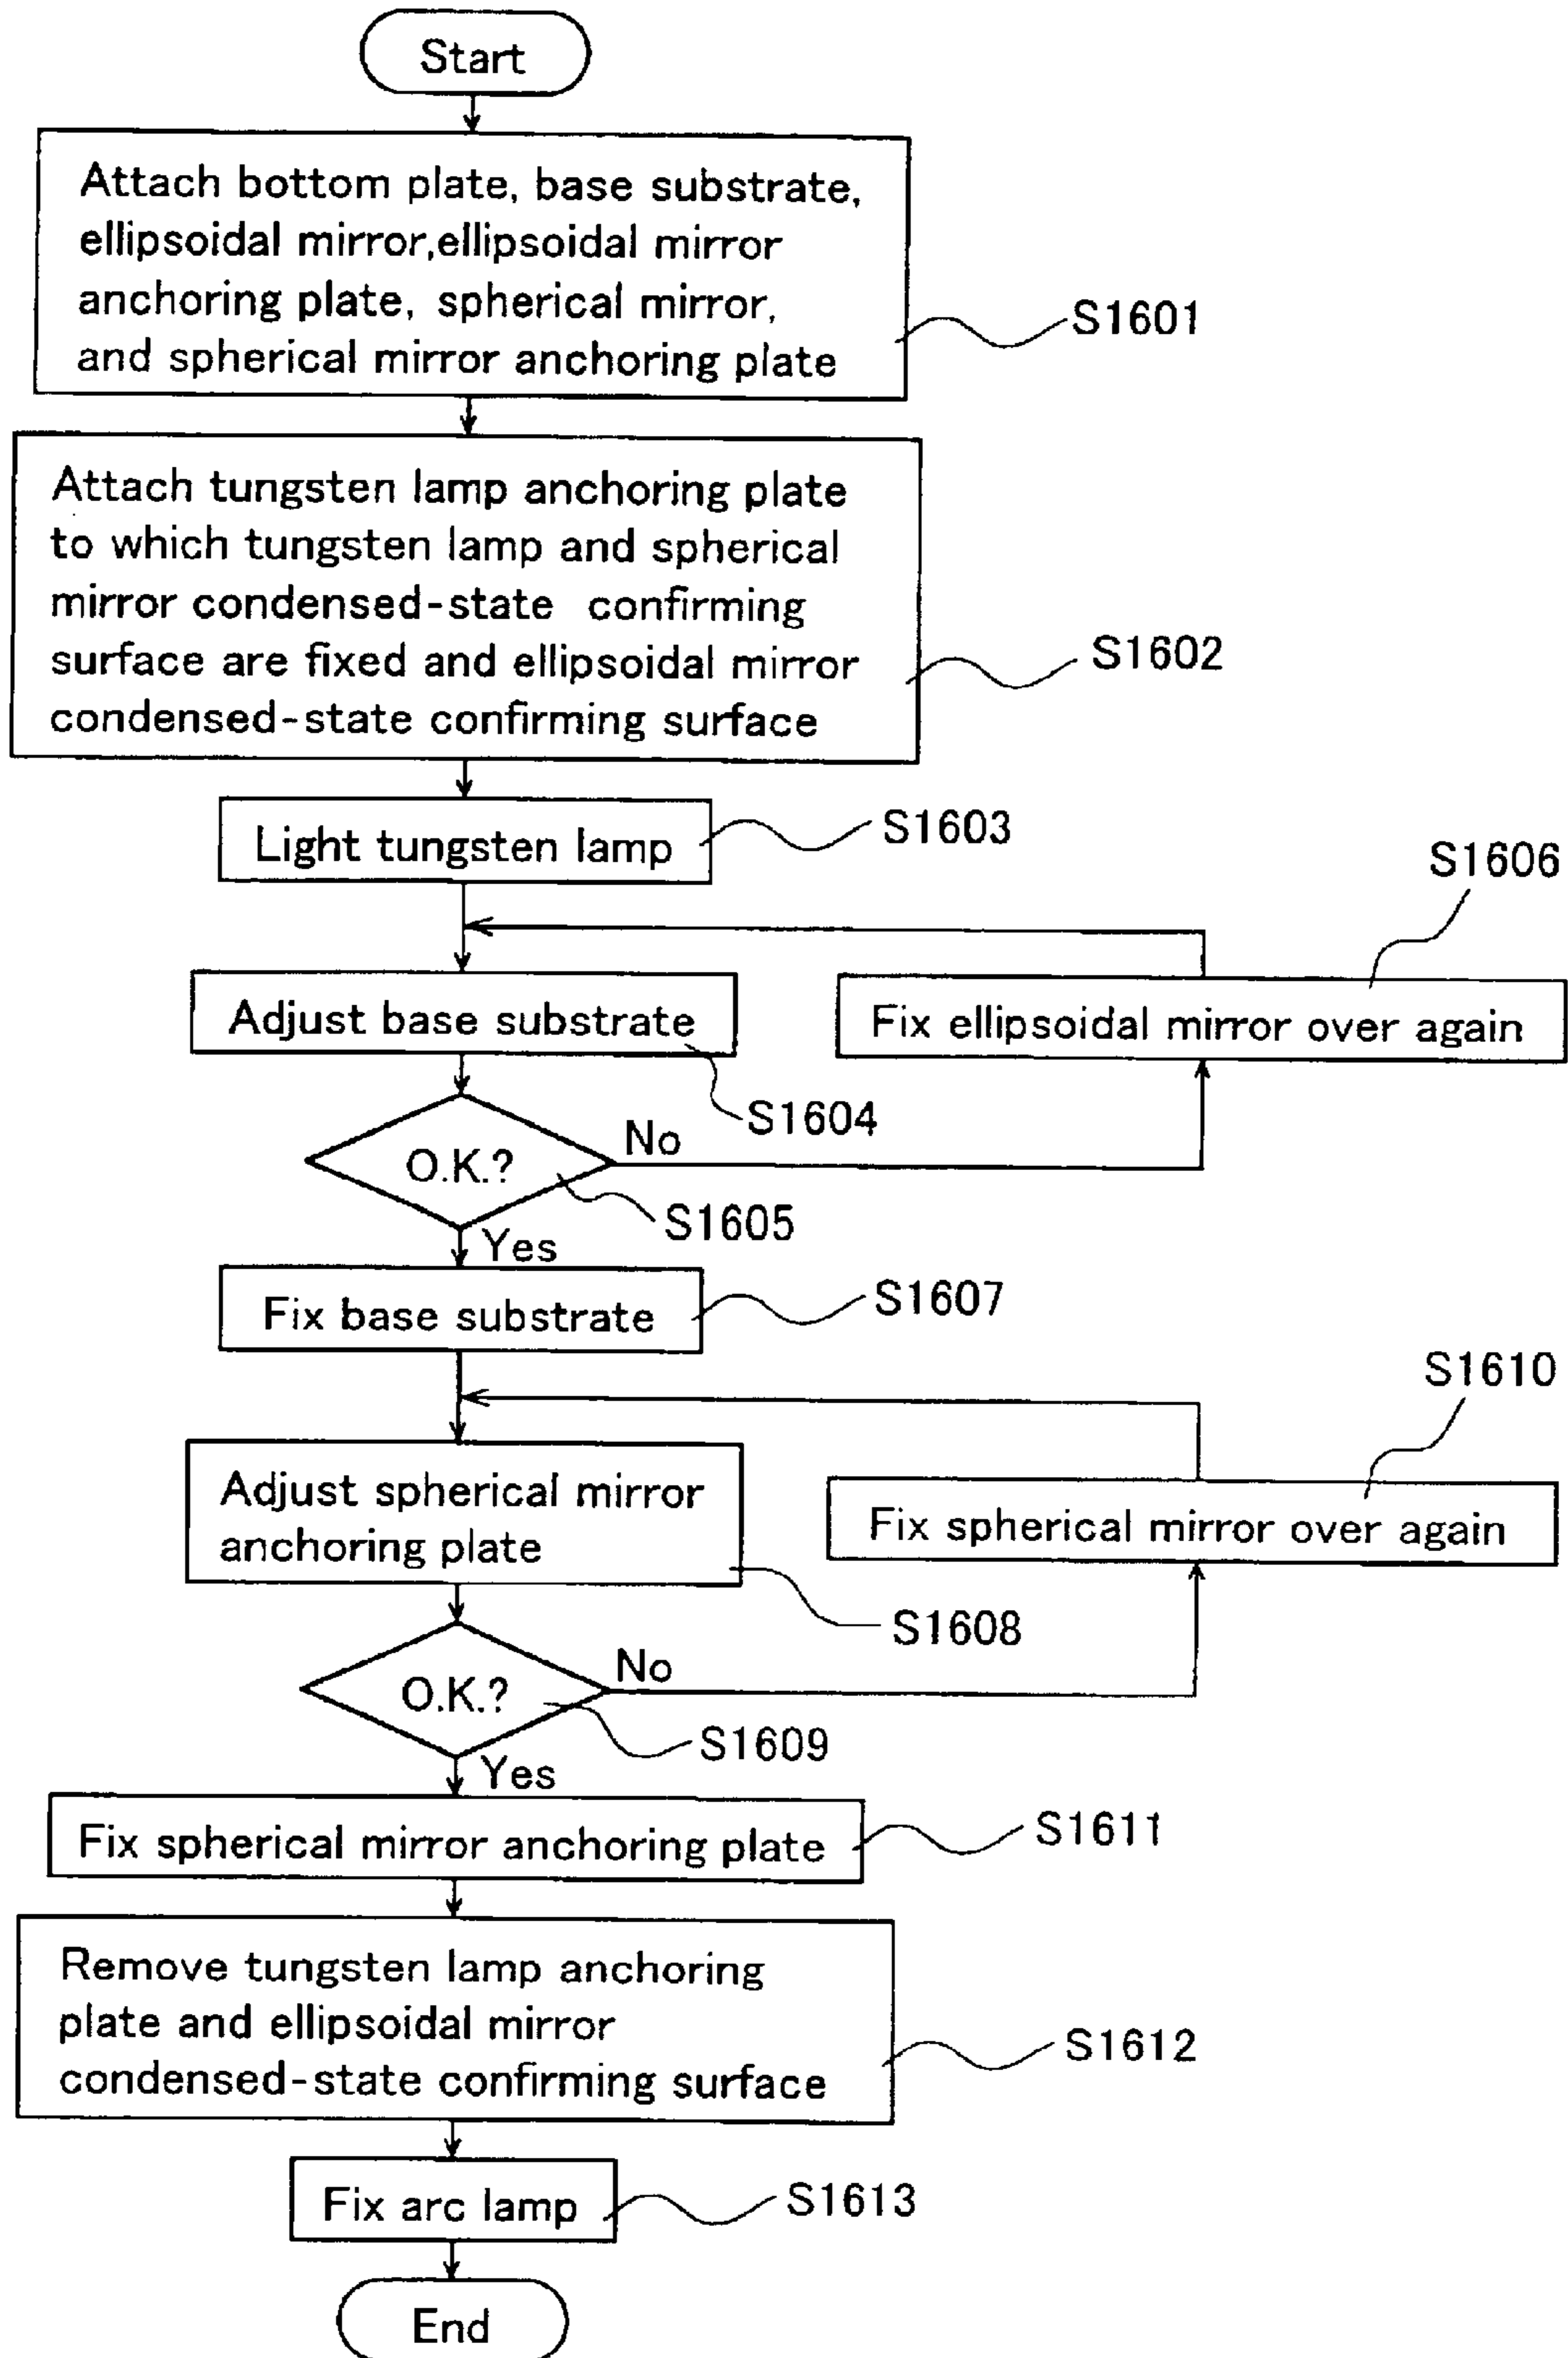 Start
Attach bottom plate, base substrate,
ellipsoidal mirror,ellipsoidal mirror
anchoring plate, spherical mirror,
and spherical mirror anchoring plate
S1601
Attach tungsten lamp anchoring plate
to which tungsten lamp and spherical
mirror condensed-state confirming
surface are fixed and ellipsoidal mirror
condensed-state confirming surface
S1602
Light tungsten lamp
S1603
S1606
Adjust base substrate
Fix ellipsoidal mirror over again
S1604
No
O.K.?
S1605
Yes
Fix base substrate
S1607
S1610
Adjust spherical mirror
anchoring plate
Fix spherical mirror over again
S1608
No
O.K.?
S1609
Yes
Fix spherical mirror anchoring plate
S1611
Remove tungsten lamp anchoring
plate and ellipsoidal mirror
condensed-state confirming surface
S1612
Fix arc lamp
S1613
End